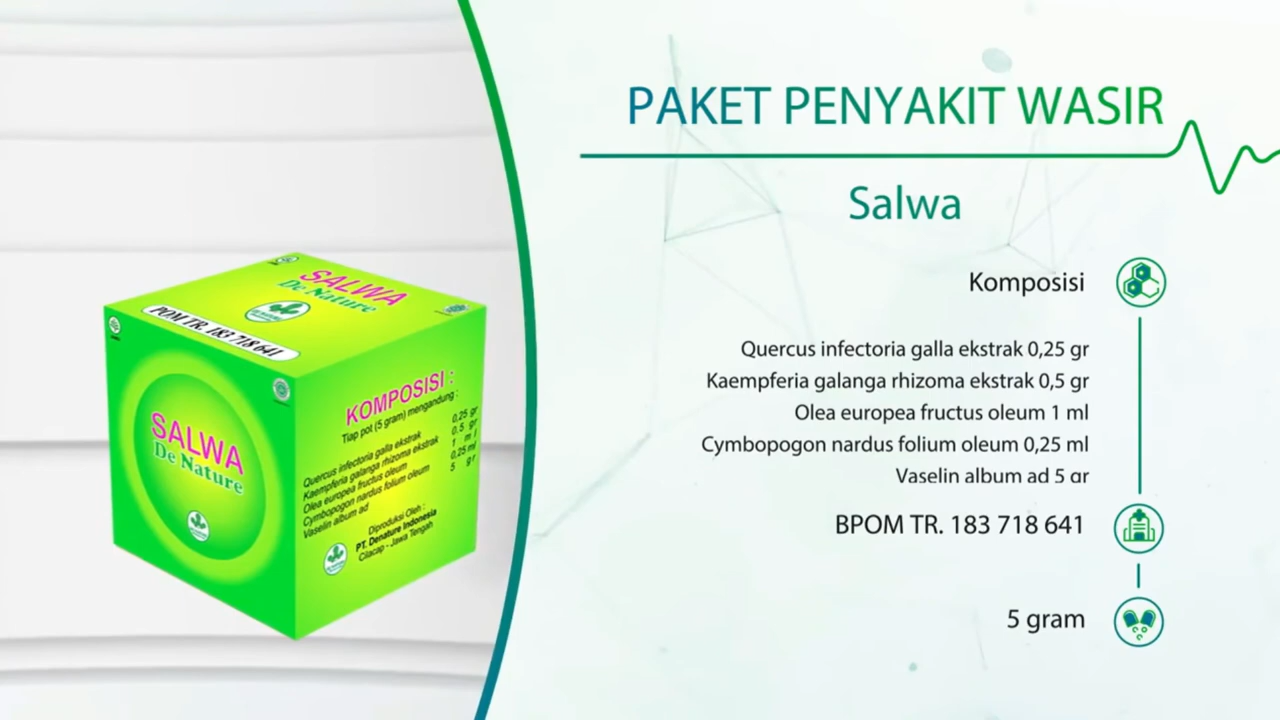 PAKET PENYAKIT WASIR
Salwa
Komposisi
Quercus infectoria galla ekstrak 0,25 gr
Kaempferia galanga rhizoma ekstrak 0,5 gr
Olea europea fructus oleum 1 ml
Cymbopogon nardus folium oleum 0,25 ml
Vaselin album ad 5 gr
BPOM TR. 183 718 641
5 gram
SALWA
De Nature
POM TR. 183 718 641
SALWA
De Nature
KOMPOSISI :
Tiap pot (5 gram) mengandung :
Quercus infectoria galla ekstrak 0,25 gr
Kaempferia galanga rhizoma ekstrak 0,5 gr
Olea europea fructus oleum 1 ml
Cymbopogon nardus folium oleum 0,25 ml
Vaselin album ad 5 gr
Diproduksi Oleh :
PT. Denature Indonesia
Cilacap - Jawa Tengah